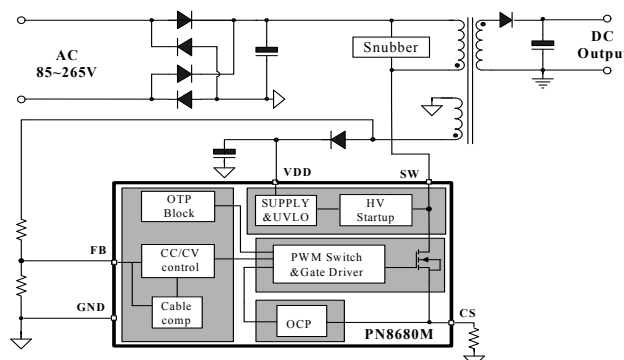 AC
85~265V
Snubber
DC
Output
VDD
SW
OTP
Block
SUPPLY
&UVLO
HV
Startup
FB
CC/CV
control
PWM Switch
&Gate Driver
GND
Cable
comp
OCP
CS
PN8680M